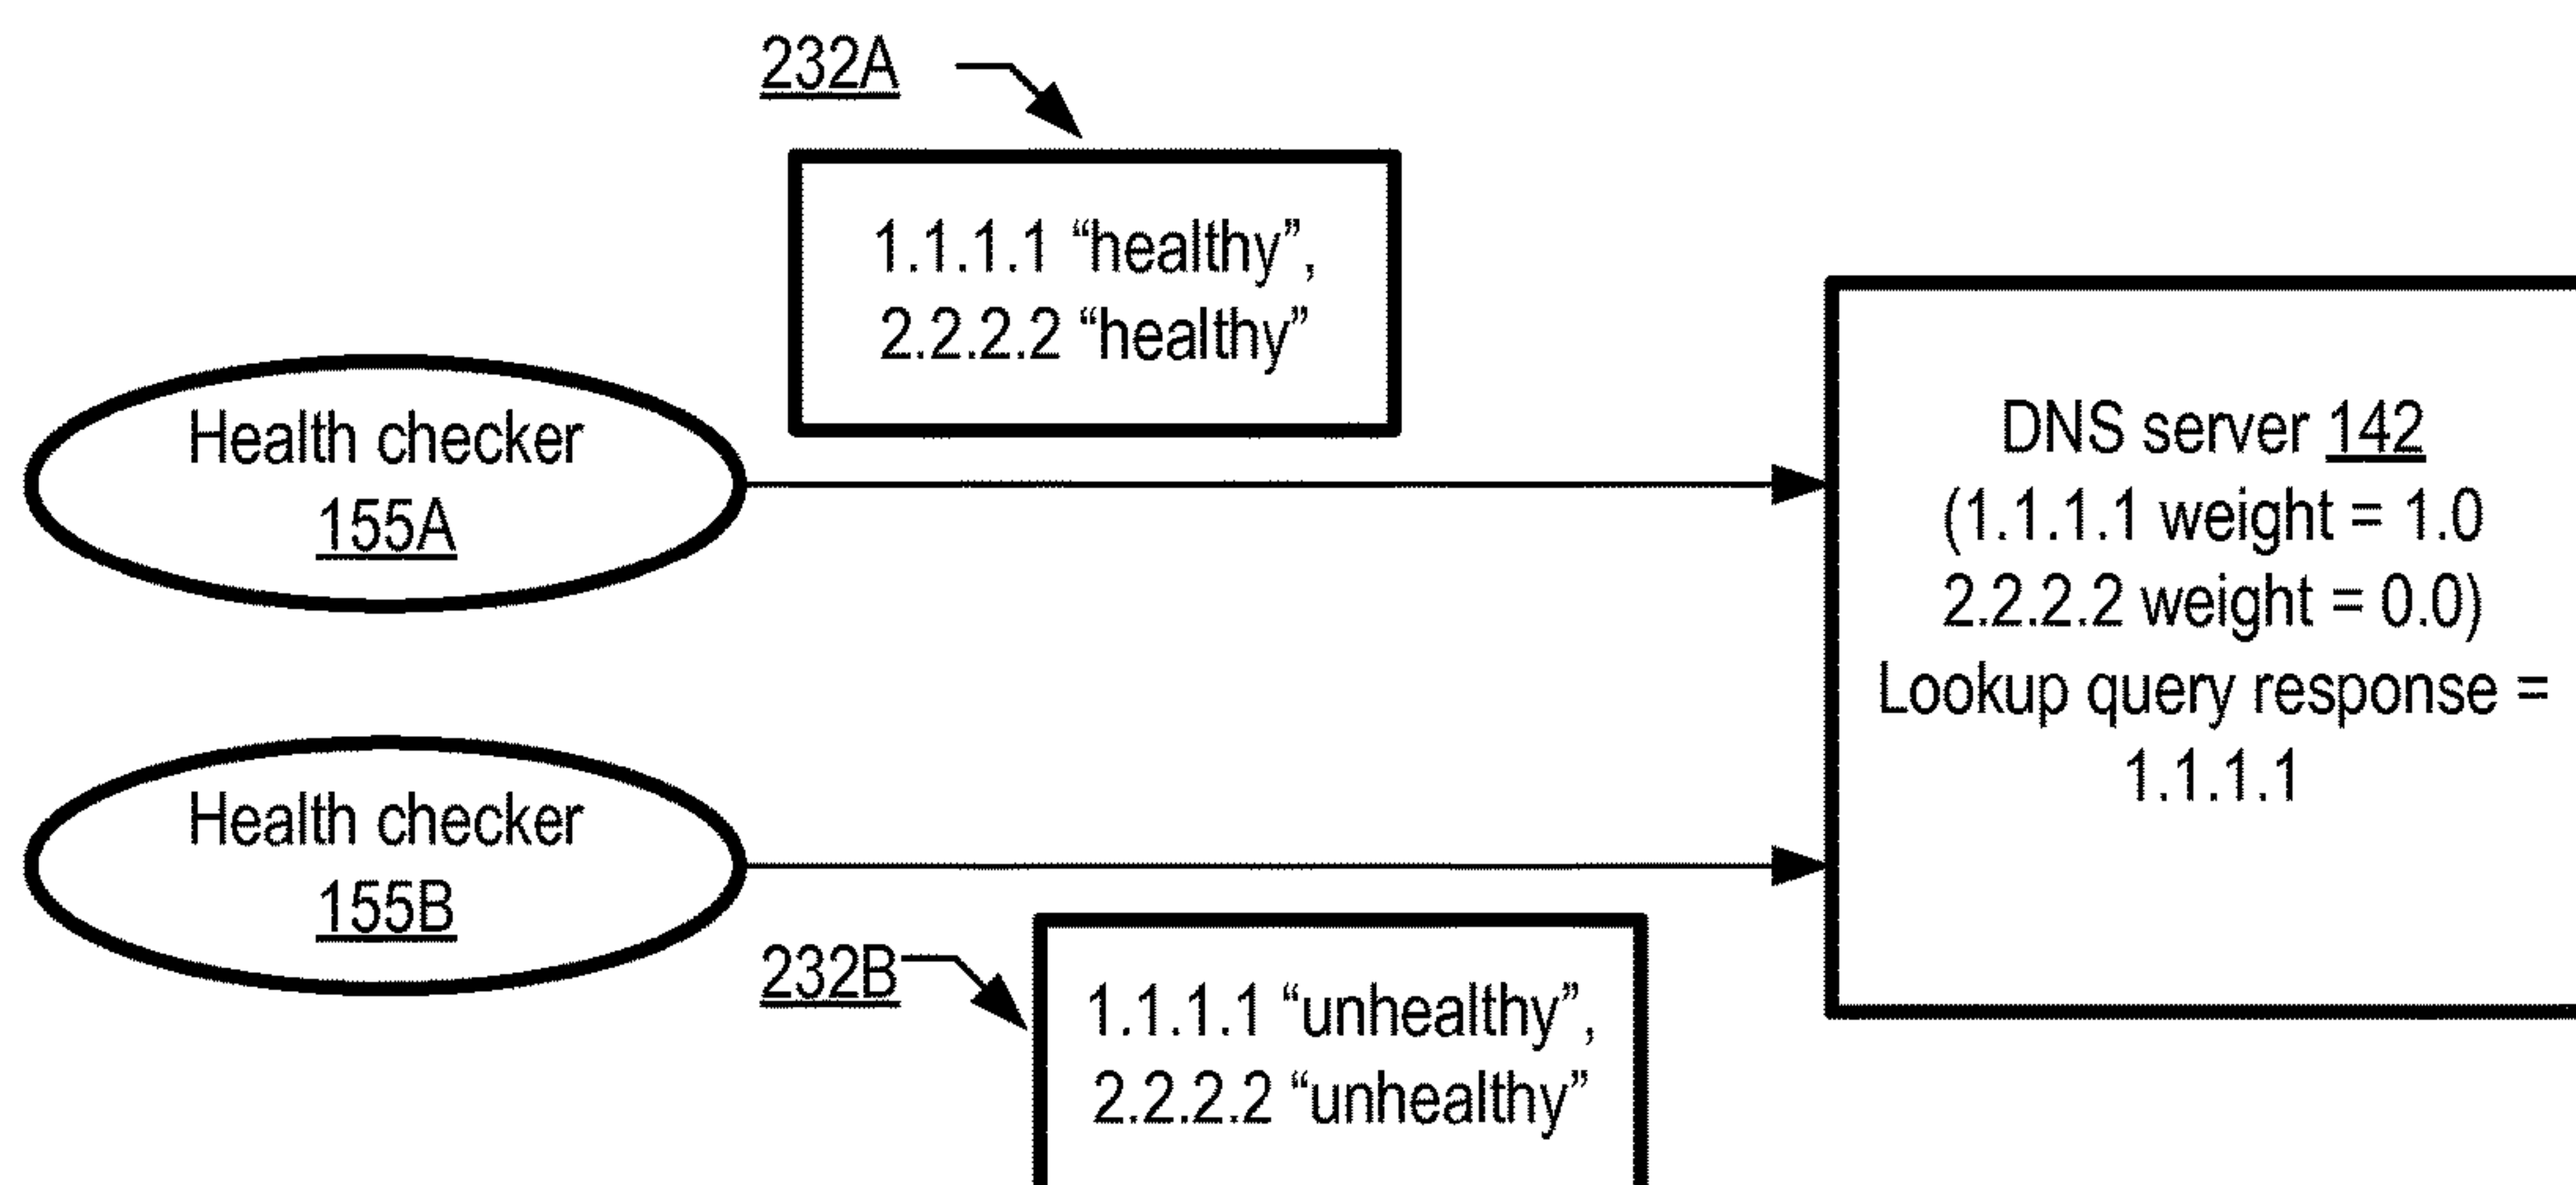 232A
1.1.1.1 “healthy”,
2.2.2.2 “healthy”
Health checker
155A
DNS server 142
(1.1.1.1 weight = 1.0
2.2.2.2 weight = 0.0)
Lookup query response =
1.1.1.1
Health checker
155B
232B
1.1.1.1 “unhealthy”,
2.2.2.2 “unhealthy”